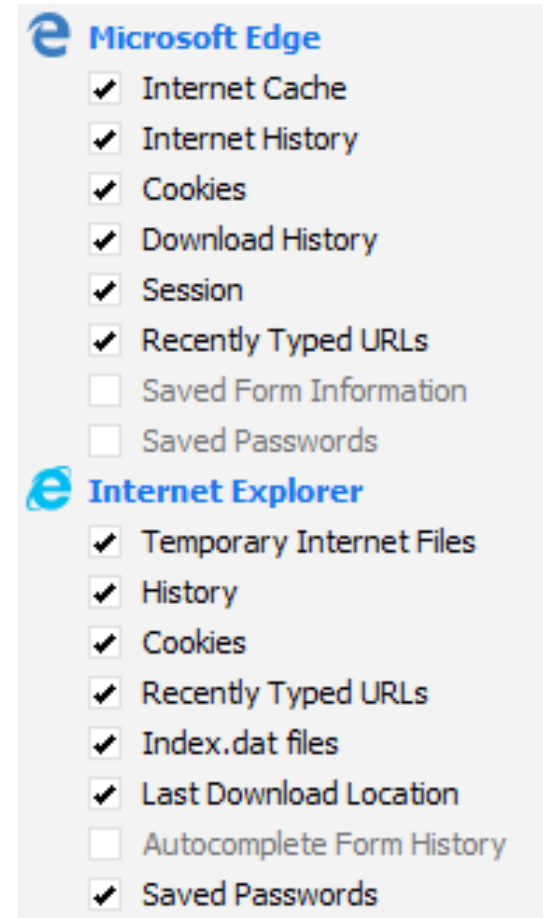 Microsoft Edge
Internet Cache
Internet History
Cookies
Download History
Session
Recently Typed URLs
Saved Form Information
Saved Passwords
Internet Explorer
Temporary Internet Files
History
Cookies
Recently Typed URLs
Index.dat files
Last Download Location
Autocomplete Form History
Saved Passwords